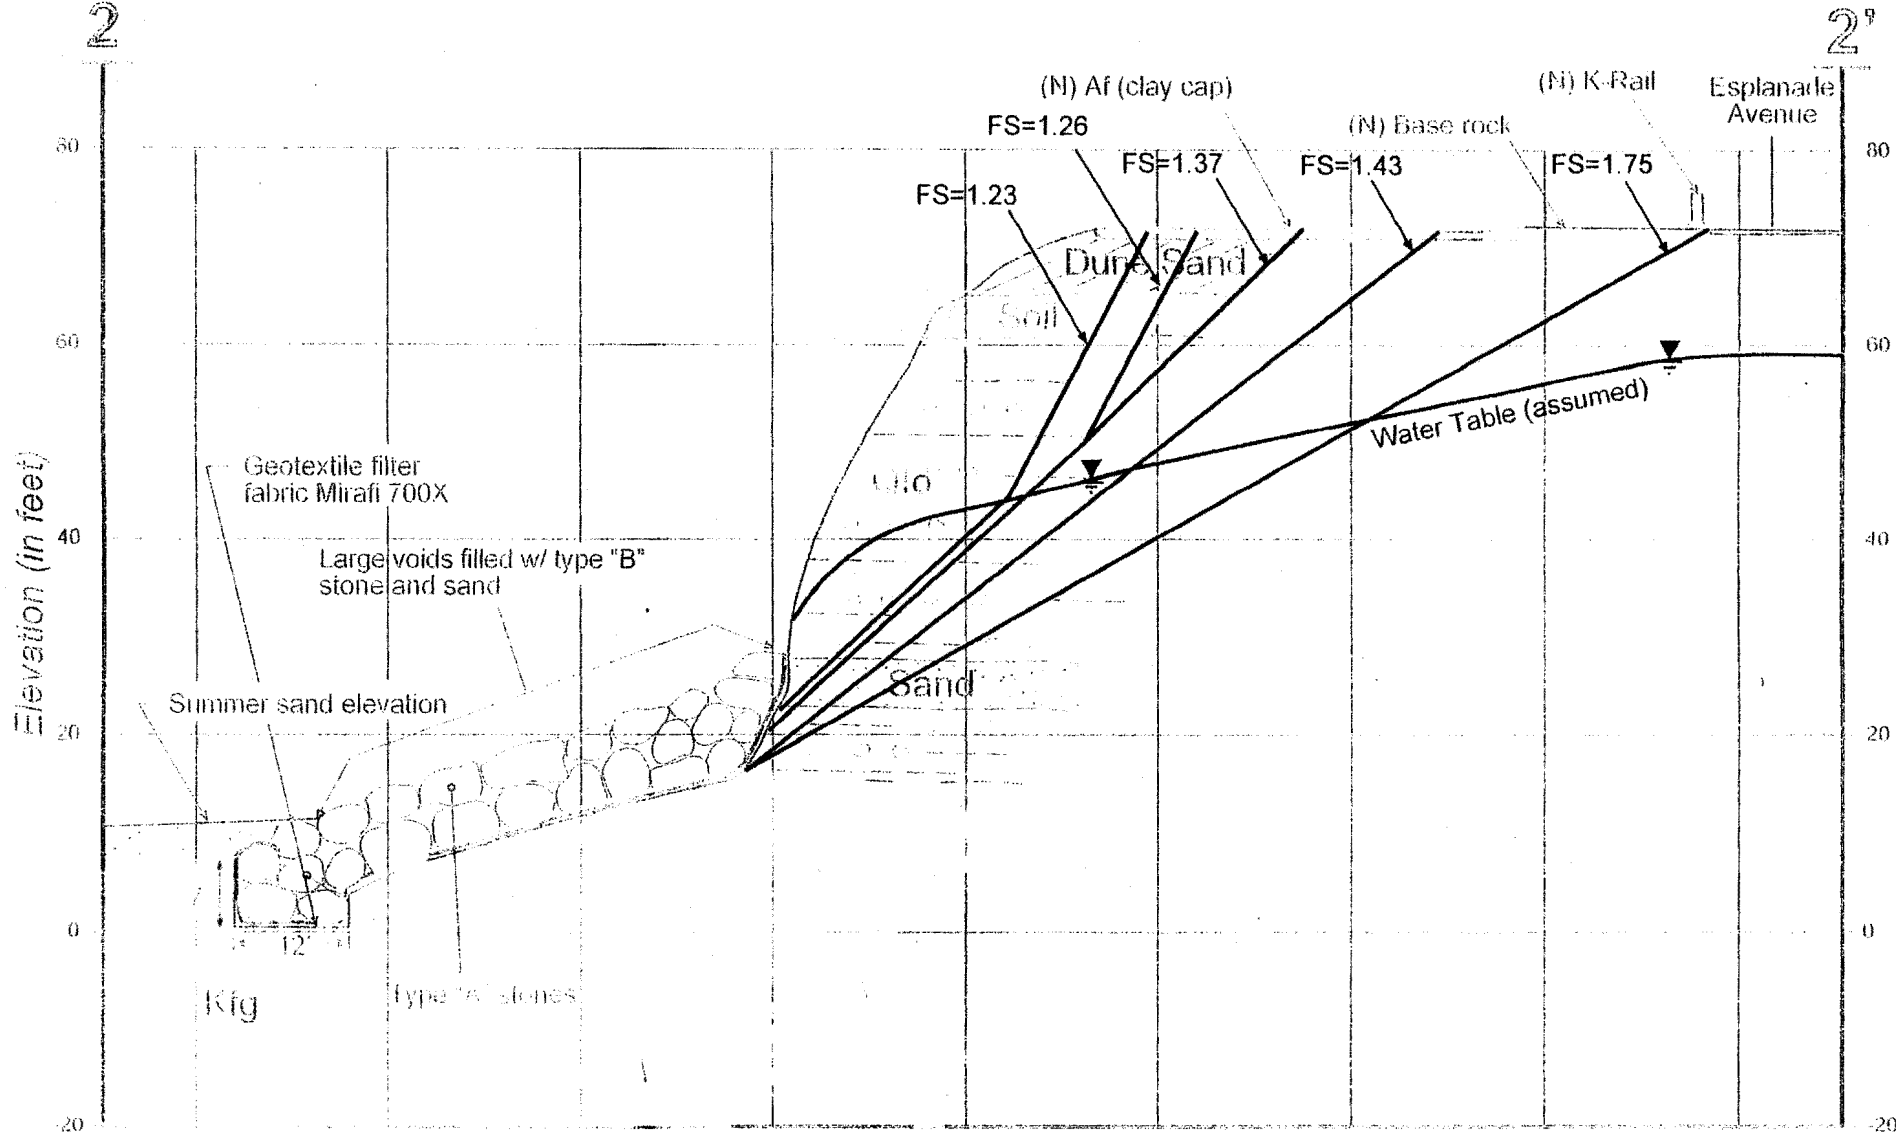 2
2'
(N) Af (clay cap)
(N) K-Rail
Esplanade
Avenue
FS=1.26
(N) Base rock
80
80
FS=1.37
FS=1.43
FS=1.75
FS=1.23
Dune Sand
Soil
60
60
Water Table (assumed)
Geotextile filter
fabric Mirafi 700X
Elevation (in feet)
40
40
Large voids filled w/ type "B"
stone and sand
Sand
Summer sand elevation
20
20
0
0
12'
Type "A" stones
-20
-20